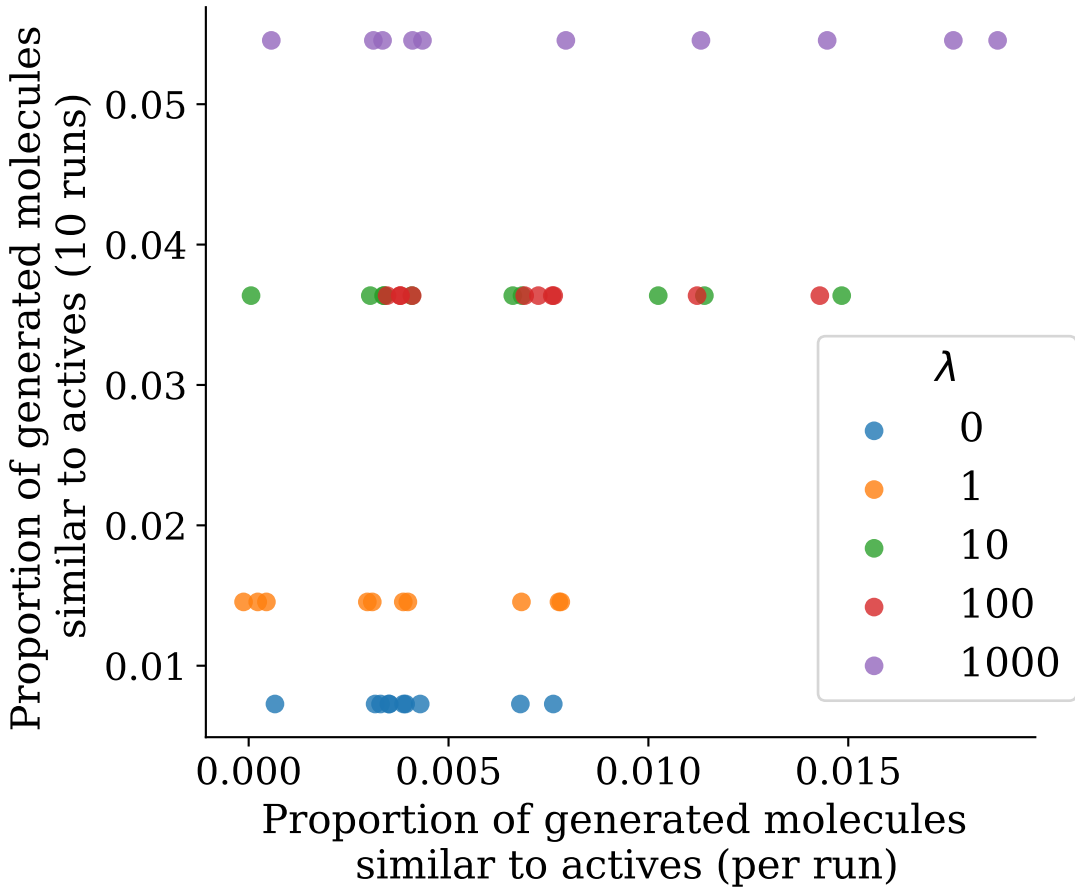 Proportion of generated molecules
similar to actives (10 runs)
0.05
0.04
0.03
0.02
0.01
0.000 0.005 0.010 0.015
Proportion of generated molecules
similar to actives (per run)
λ
0
1
10
100
1000